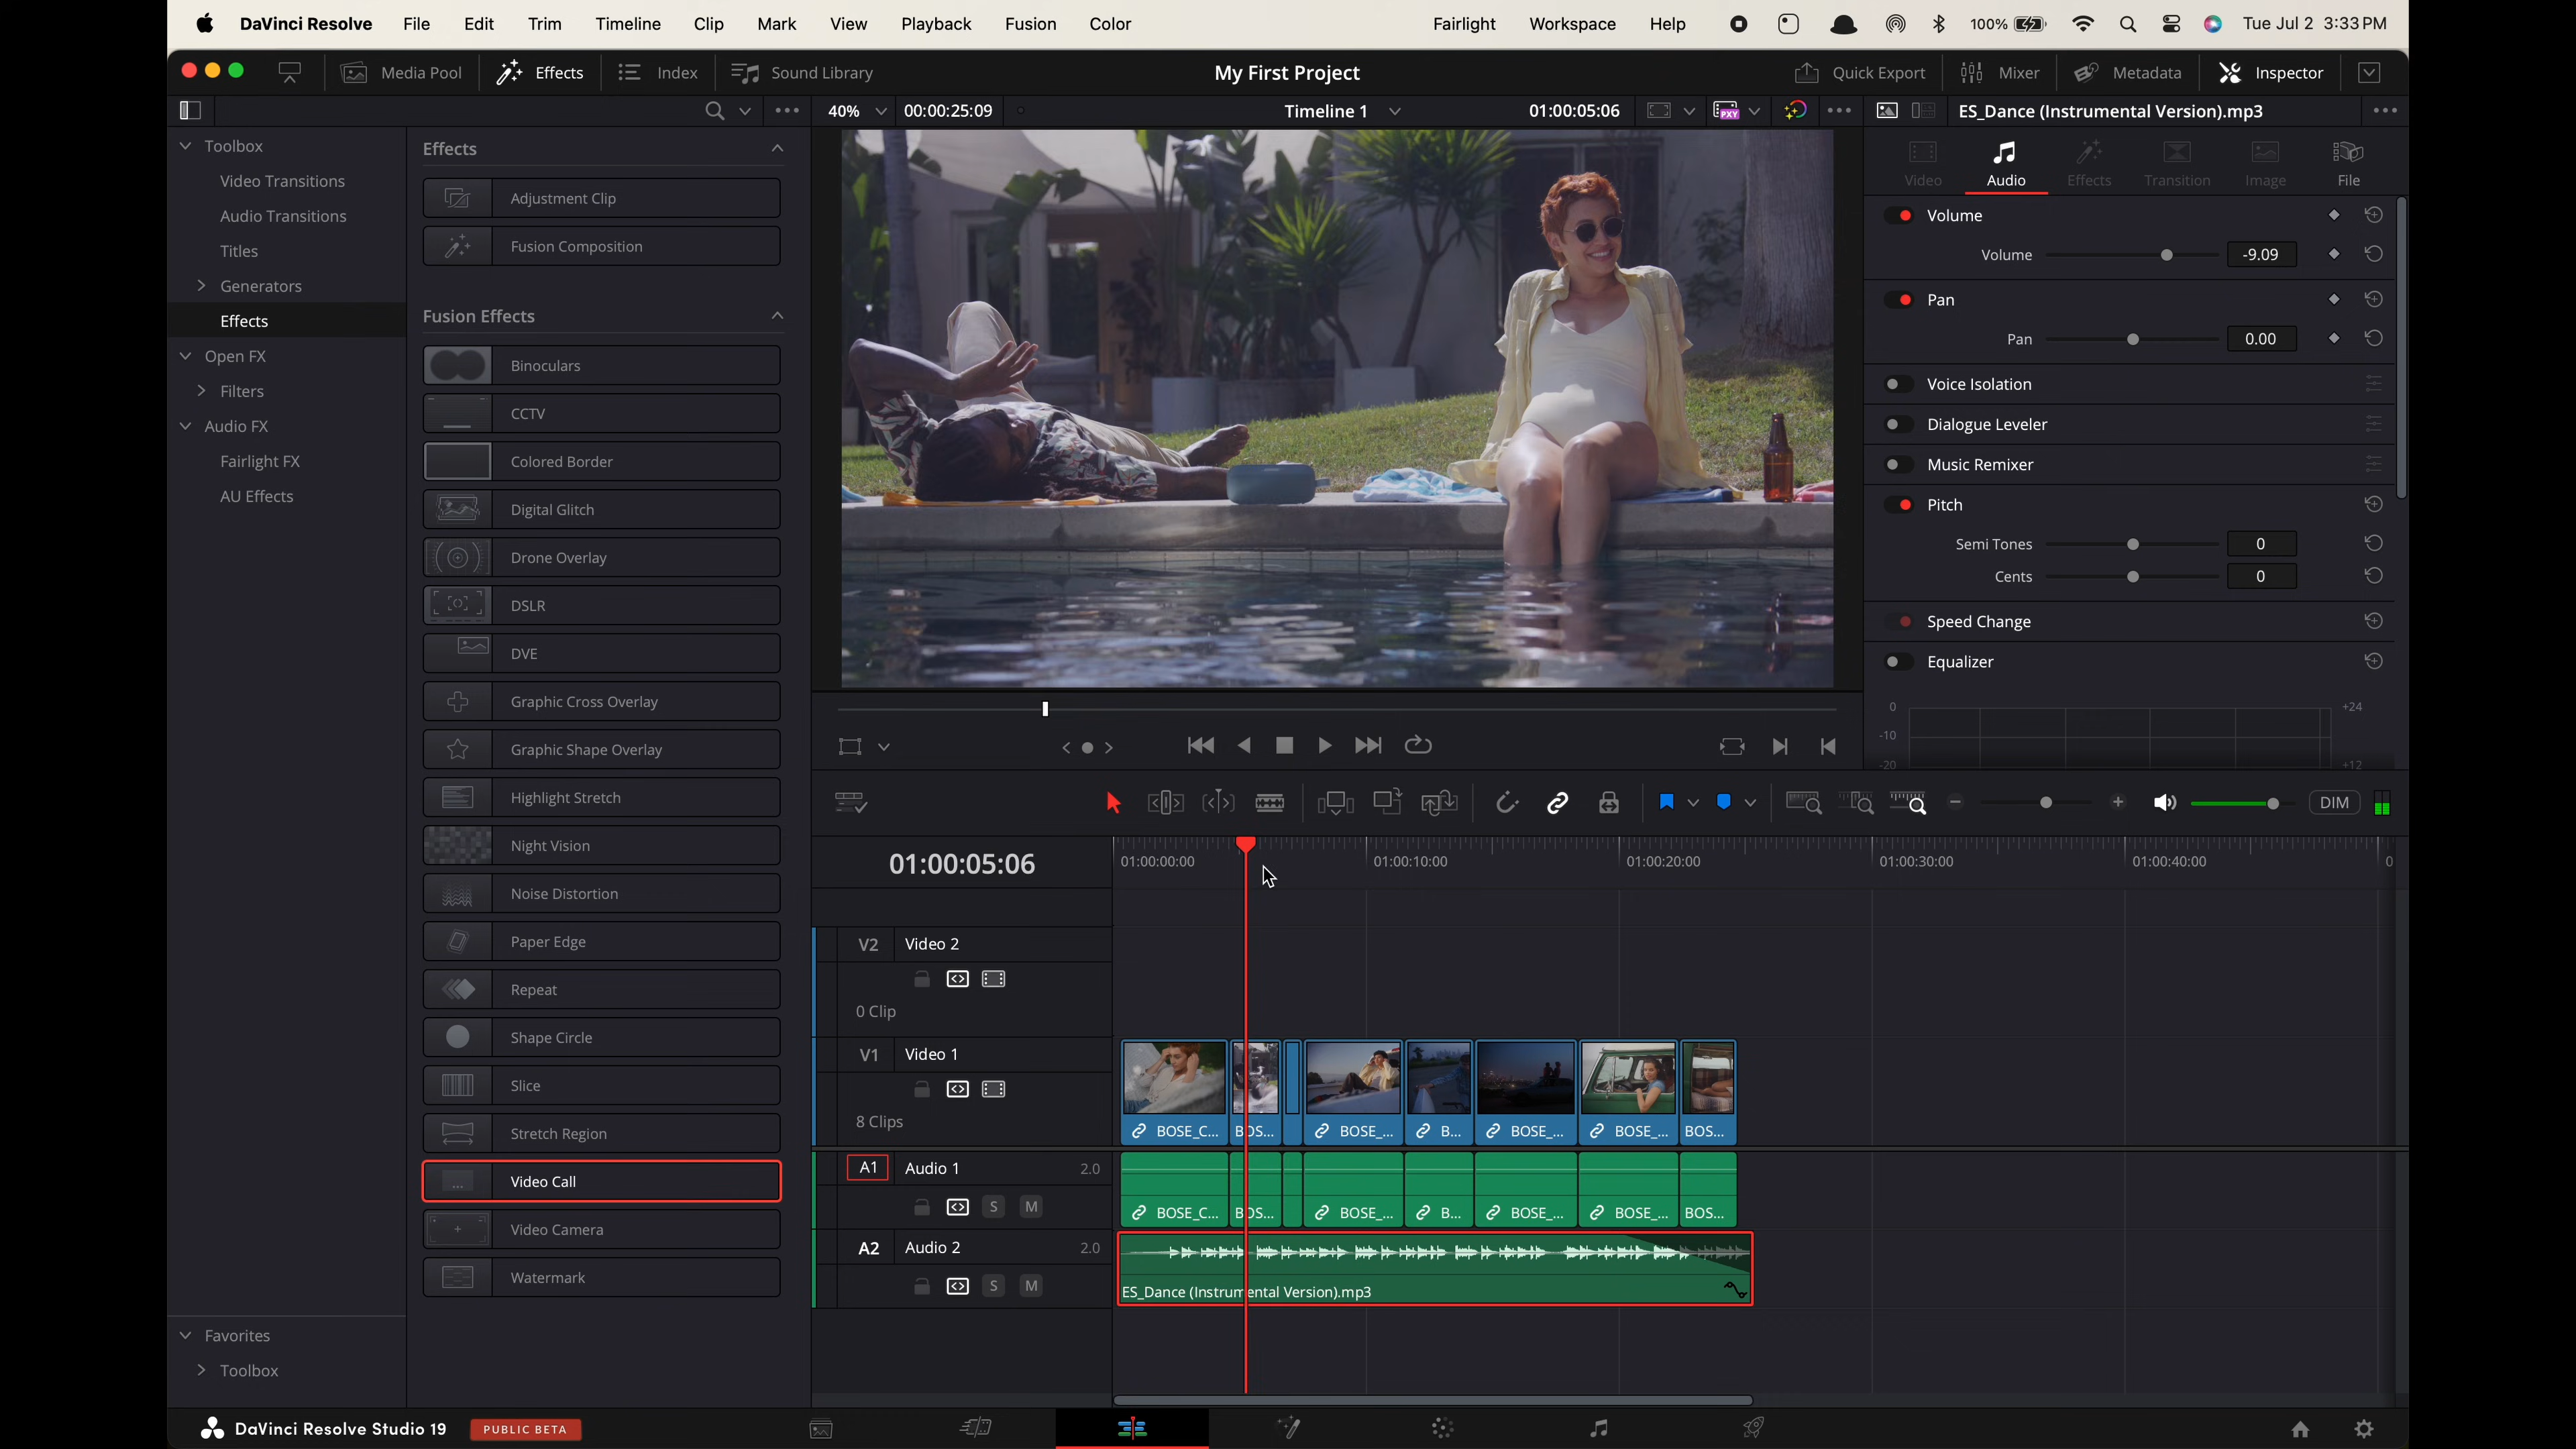 DaVinci Resolve File Edit Trim Timeline Clip Mark View Playback Fusion Color Fairlight Workspace Help 100% Tue Jul 2 3:33 PM
Media Pool Effects Index Sound Library My First Project Quick Export Mixer Metadata Inspector
40% 00:00:25:09 Timeline 1 01:00:05:06 PXY ES_Dance (Instrumental Version).mp3
Toolbox
Video Transitions
Audio Transitions
Titles
Generators
Effects
Open FX
Filters
Audio FX
Fairlight FX
AU Effects
Favorites
Toolbox
Effects
Adjustment Clip
Fusion Composition
Fusion Effects
Binoculars
CCTV
Colored Border
Digital Glitch
Drone Overlay
DSLR
DVE
Graphic Cross Overlay
Graphic Shape Overlay
Highlight Stretch
Night Vision
Noise Distortion
Paper Edge
Repeat
Shape Circle
Slice
Stretch Region
Video Call
Video Camera
Watermark
Video Audio Effects Transition Image File
Volume
Volume -9.09
Pan
Pan 0.00
Voice Isolation
Dialogue Leveler
Music Remixer
Pitch
Semi Tones 0
Cents 0
Speed Change
Equalizer
0 +24
-10
-20 +12
DIM
01:00:05:06 01:00:00:00 01:00:10:00 01:00:20:00 01:00:30:00 01:00:40:00 0
V2 Video 2
0 Clip
V1 Video 1
8 Clips
BOSE_C... BOS... BOSE_... B... BOSE_... BOSE_... BOS...
A1 Audio 1 2.0
S M
BOSE_C... BOS... BOSE_... B... BOSE_... BOSE_... BOS...
A2 Audio 2 2.0
S M
ES_Dance (Instrumental Version).mp3
DaVinci Resolve Studio 19 PUBLIC BETA